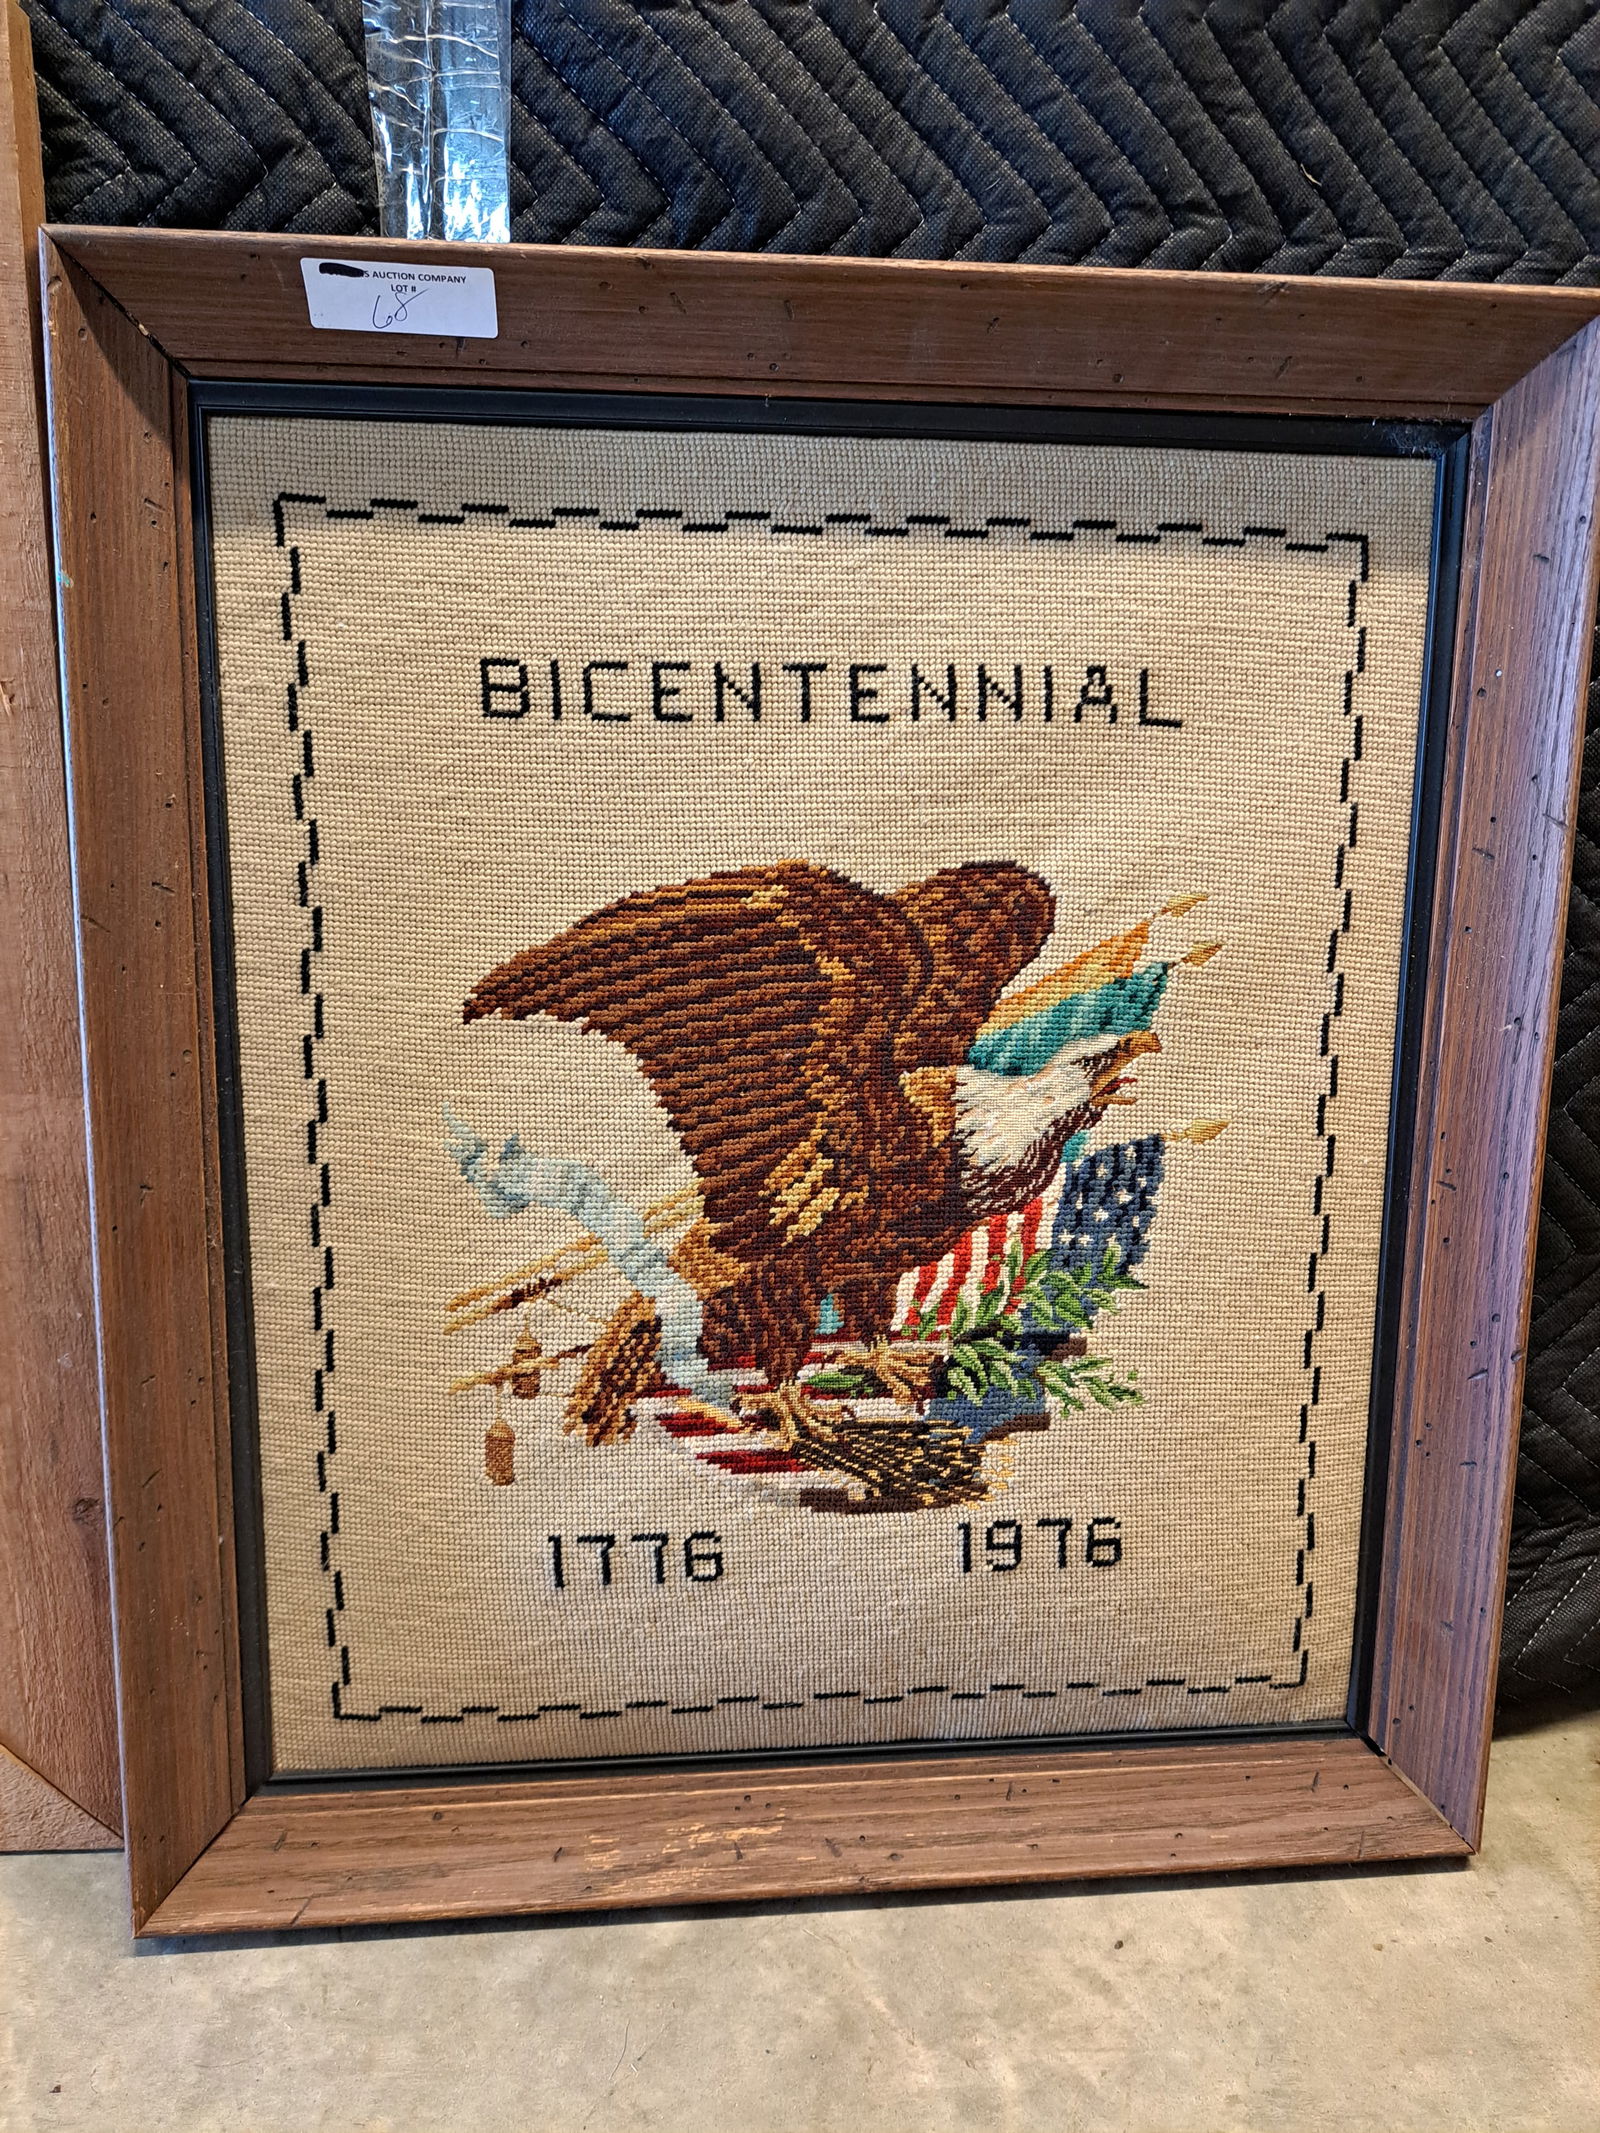 S AUCTION COMPANY
LOT #
68
BICENTENNIAL
1776 1976